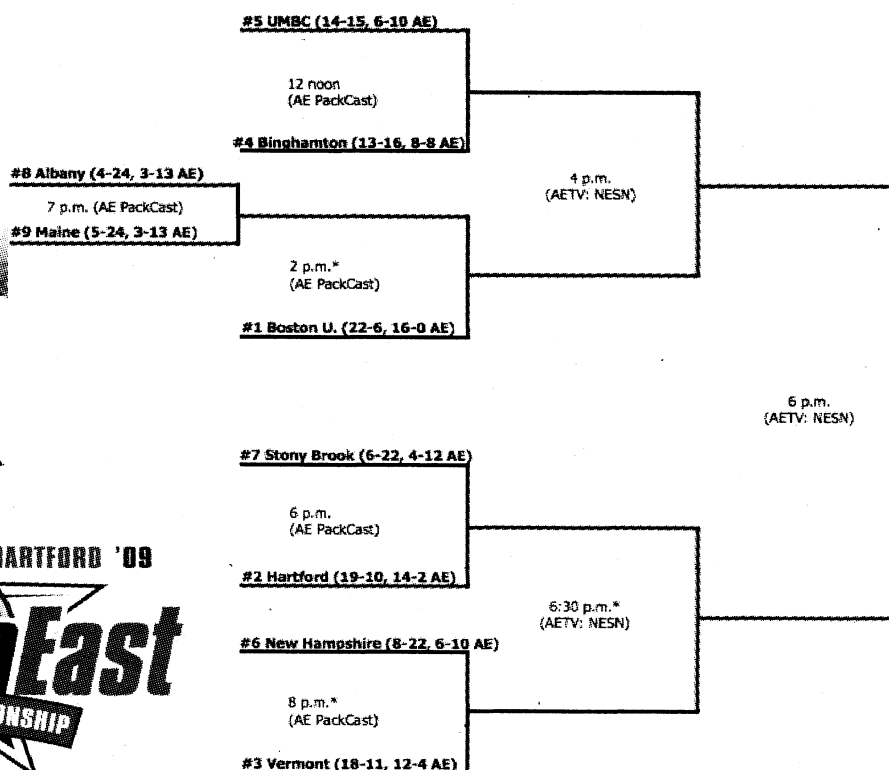 #5 UMBC (14-15, 6-10 AE)
12 noon
(AE PackCast)
#4 Binghamton (13-16, 8-8 AE)
#8 Albany (4-24, 3-13 AE)
7 p.m. (AE PackCast)
#9 Maine (5-24, 3-13 AE)
4 p.m.
(AETV: NESN)
2 p.m.*
(AE PackCast)
#1 Boston U. (22-6, 16-0 AE)
6 p.m.
(AETV: NESN)
#7 Stony Brook (6-22, 4-12 AE)
6 p.m.
(AE PackCast)
#2 Hartford (19-10, 14-2 AE)
6:30 p.m.*
(AETV: NESN)
#6 New Hampshire (8-22, 6-10 AE)
8 p.m.*
(AE PackCast)
#3 Vermont (18-11, 12-4 AE)
ARTFORD '09
East
ONSHIP